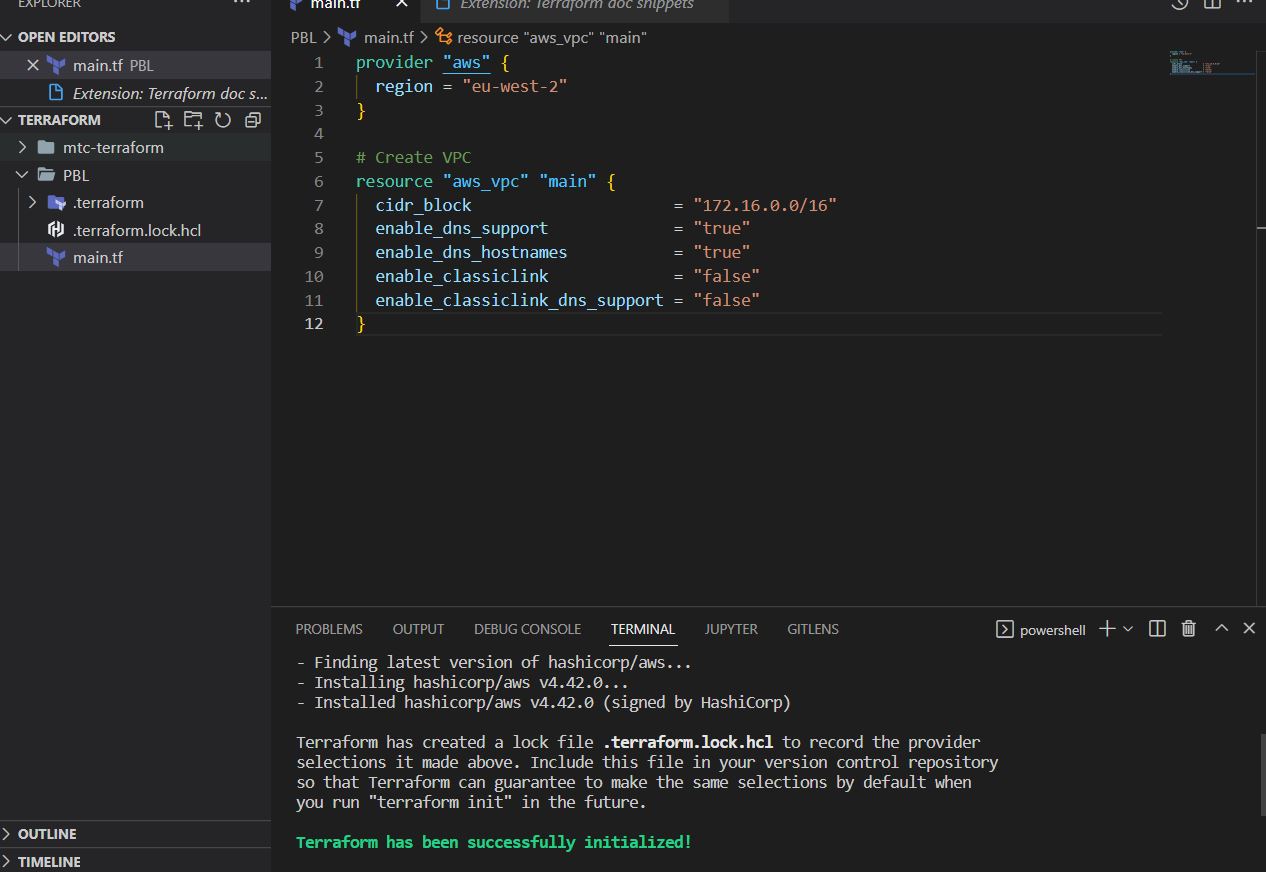 EXPLORER
...
OPEN EDITORS
main.tf PBL
Extension: Terraform doc s...
TERRAFORM
mtc-terraform
PBL
.terraform
.terraform.lock.hcl
main.tf
OUTLINE
TIMELINE
main.tf
Extension: Terraform doc snippets
...
PBL > main.tf > resource "aws_vpc" "main"
1 provider "aws" {
2 region = "eu-west-2"
3 }
4
5 # Create VPC
6 resource "aws_vpc" "main" {
7 cidr_block = "172.16.0.0/16"
8 enable_dns_support = "true"
9 enable_dns_hostnames = "true"
10 enable_classiclink = "false"
11 enable_classiclink_dns_support = "false"
12 }
PROBLEMS OUTPUT DEBUG CONSOLE TERMINAL JUPYTER GITLENS powershell
- Finding latest version of hashicorp/aws...
- Installing hashicorp/aws v4.42.0...
- Installed hashicorp/aws v4.42.0 (signed by HashiCorp)
Terraform has created a lock file .terraform.lock.hcl to record the provider
selections it made above. Include this file in your version control repository
so that Terraform can guarantee to make the same selections by default when
you run "terraform init" in the future.
Terraform has been successfully initialized!